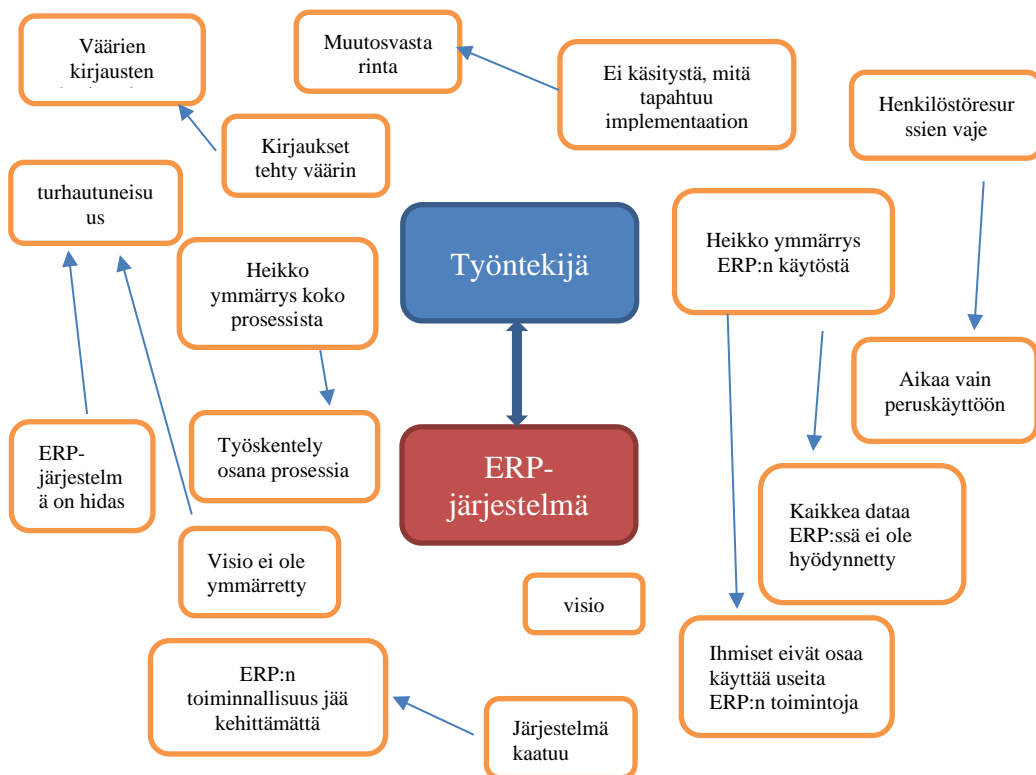 Väärien
kirjausten
Muutosvasta
rinta
Ei käsitystä, mitä
tapahtuu
implementaation
Henkilöstöresur
ssien vaje
Kirjaukset
tehty väärin
turhautuneisu
us
Työntekijä
Heikko ymmärrys
ERP:n käytöstä
Heikko
ymmärrys koko
prosessista
Aikaa vain
peruskäyttöön
ERP-
järjestelm
ä on hidas
Työskentely
osana prosessia
ERP-
järjestelmä
Kaikkea dataa
ERP:ssä ei ole
hyödynnetty
Visio ei ole
ymmärretty
visio
Ihmiset eivät osaa
käyttää useita
ERP:n toimintoja
ERP:n
toiminnallisuus jää
kehittämättä
Järjestelmä
kaatuu